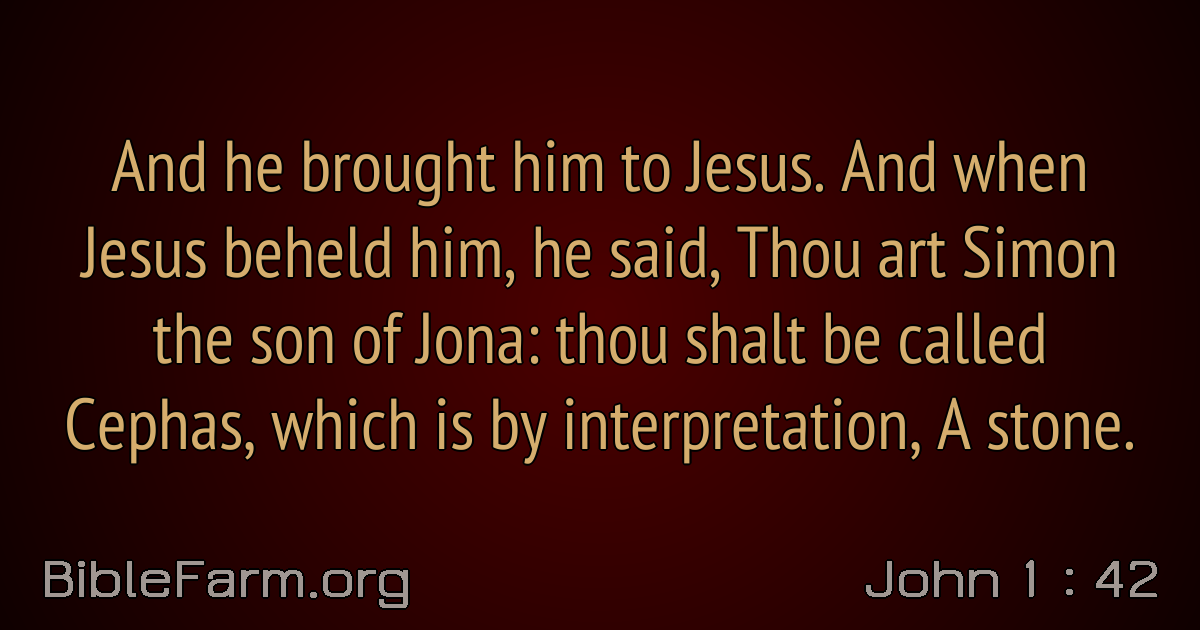 And he brought him to Jesus. And when
Jesus beheld him, he said, Thou art Simon
the son of Jona: thou shalt be called
Cephas, which is by interpretation, A stone.
BibleFarm.org
John 1 : 42